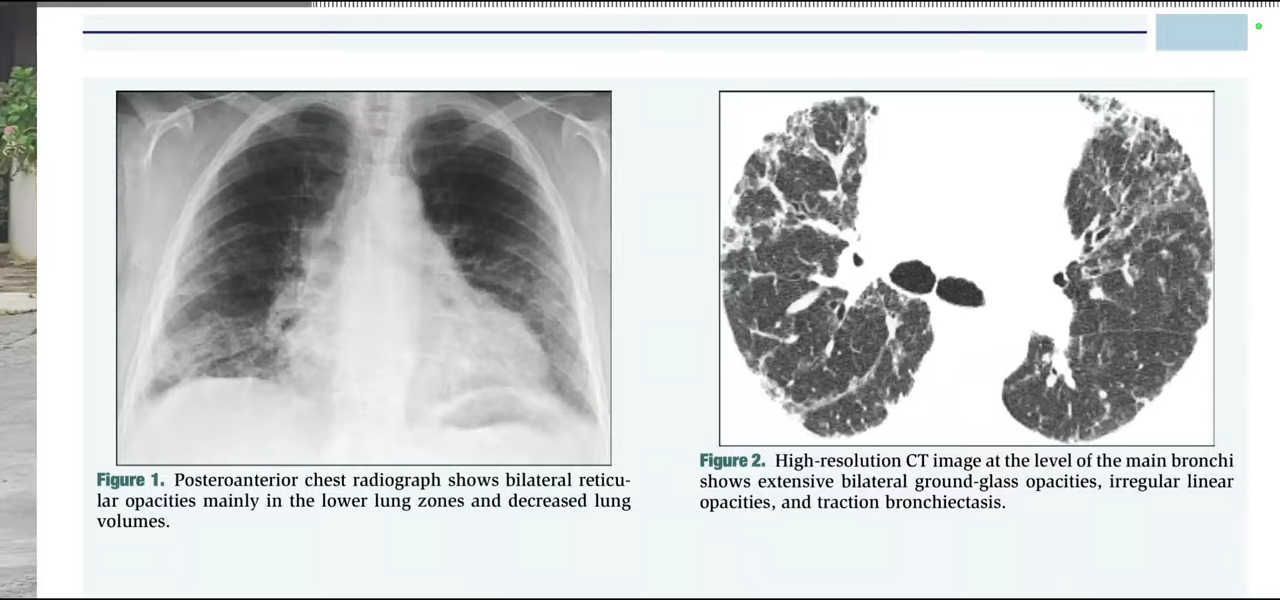 Figure 1. Posteroanterior chest radiograph shows bilateral reticu-
lar opacities mainly in the lower lung zones and decreased lung
volumes.
Figure 2. High-resolution CT image at the level of the main bronchi
shows extensive bilateral ground-glass opacities, irregular linear
opacities, and traction bronchiectasis.